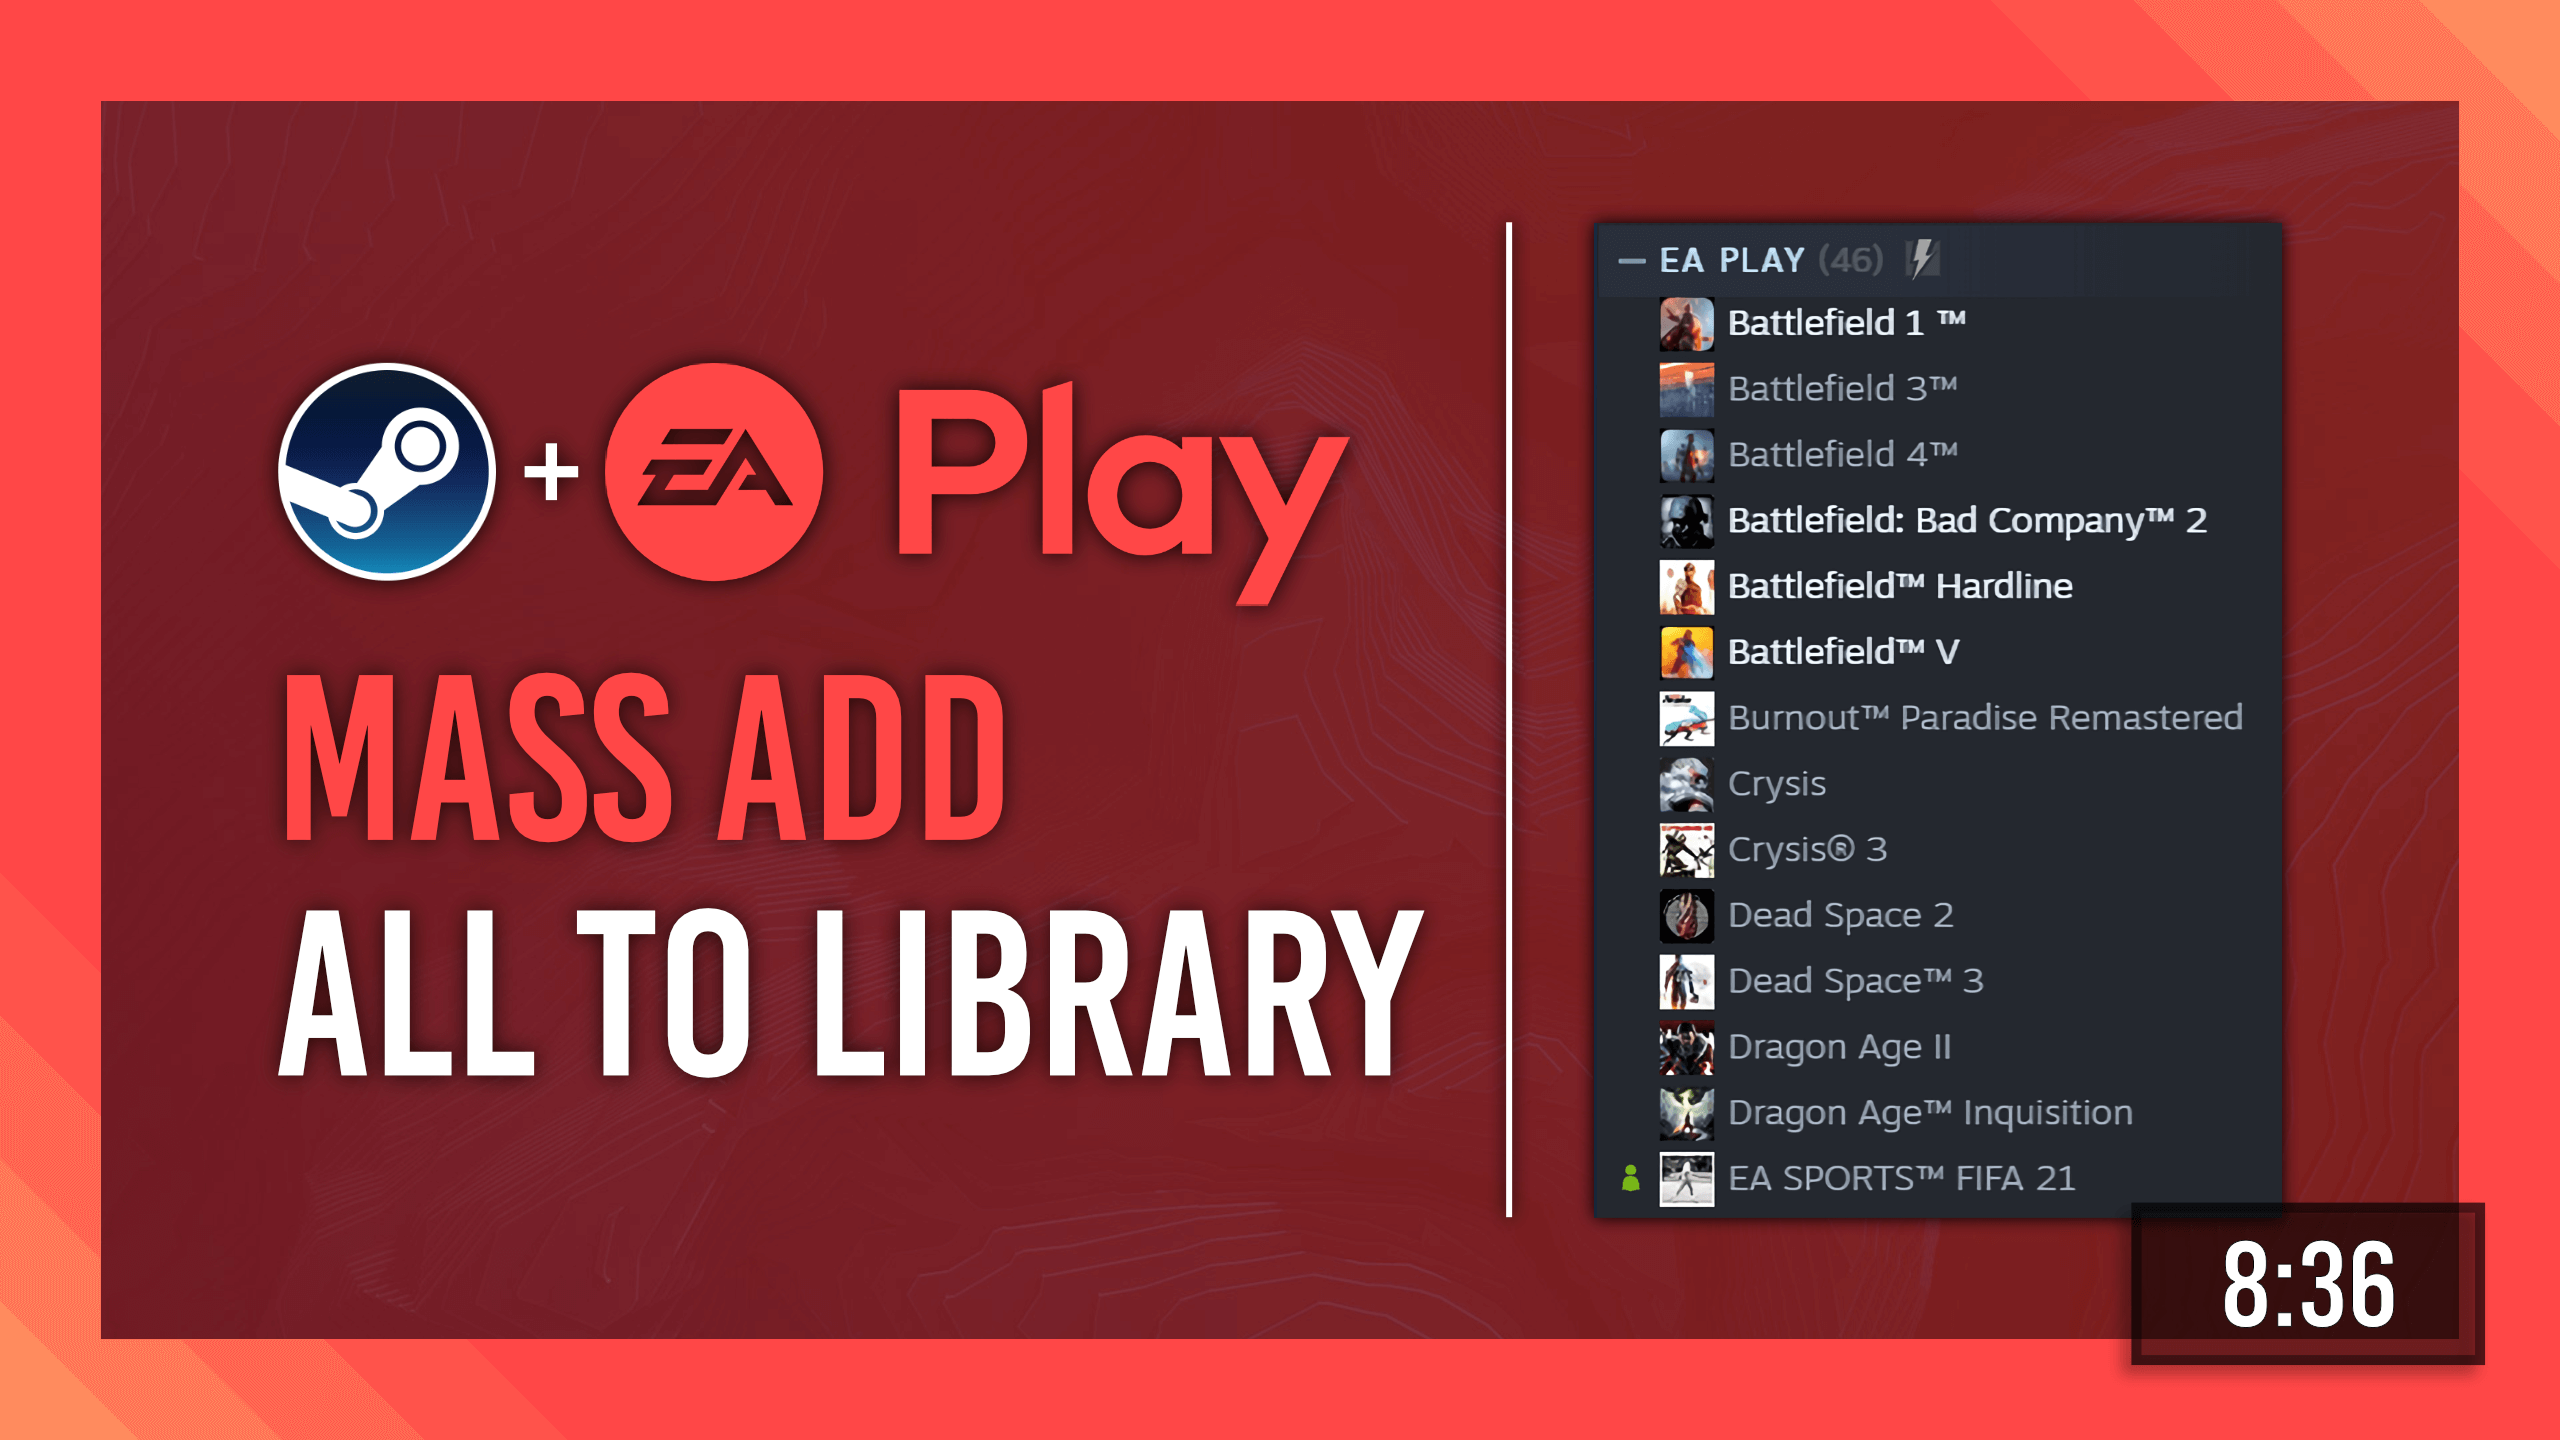 + EA Play
MASS ADD
ALL TO LIBRARY
— EA PLAY (46)
Battlefield 1 ™
Battlefield 3™
Battlefield 4™
Battlefield: Bad Company™ 2
Battlefield™ Hardline
Battlefield™ V
Burnout™ Paradise Remastered
Crysis
Crysis® 3
Dead Space 2
Dead Space™ 3
Dragon Age II
Dragon Age™ Inquisition
EA SPORTS™ FIFA 21
8:36